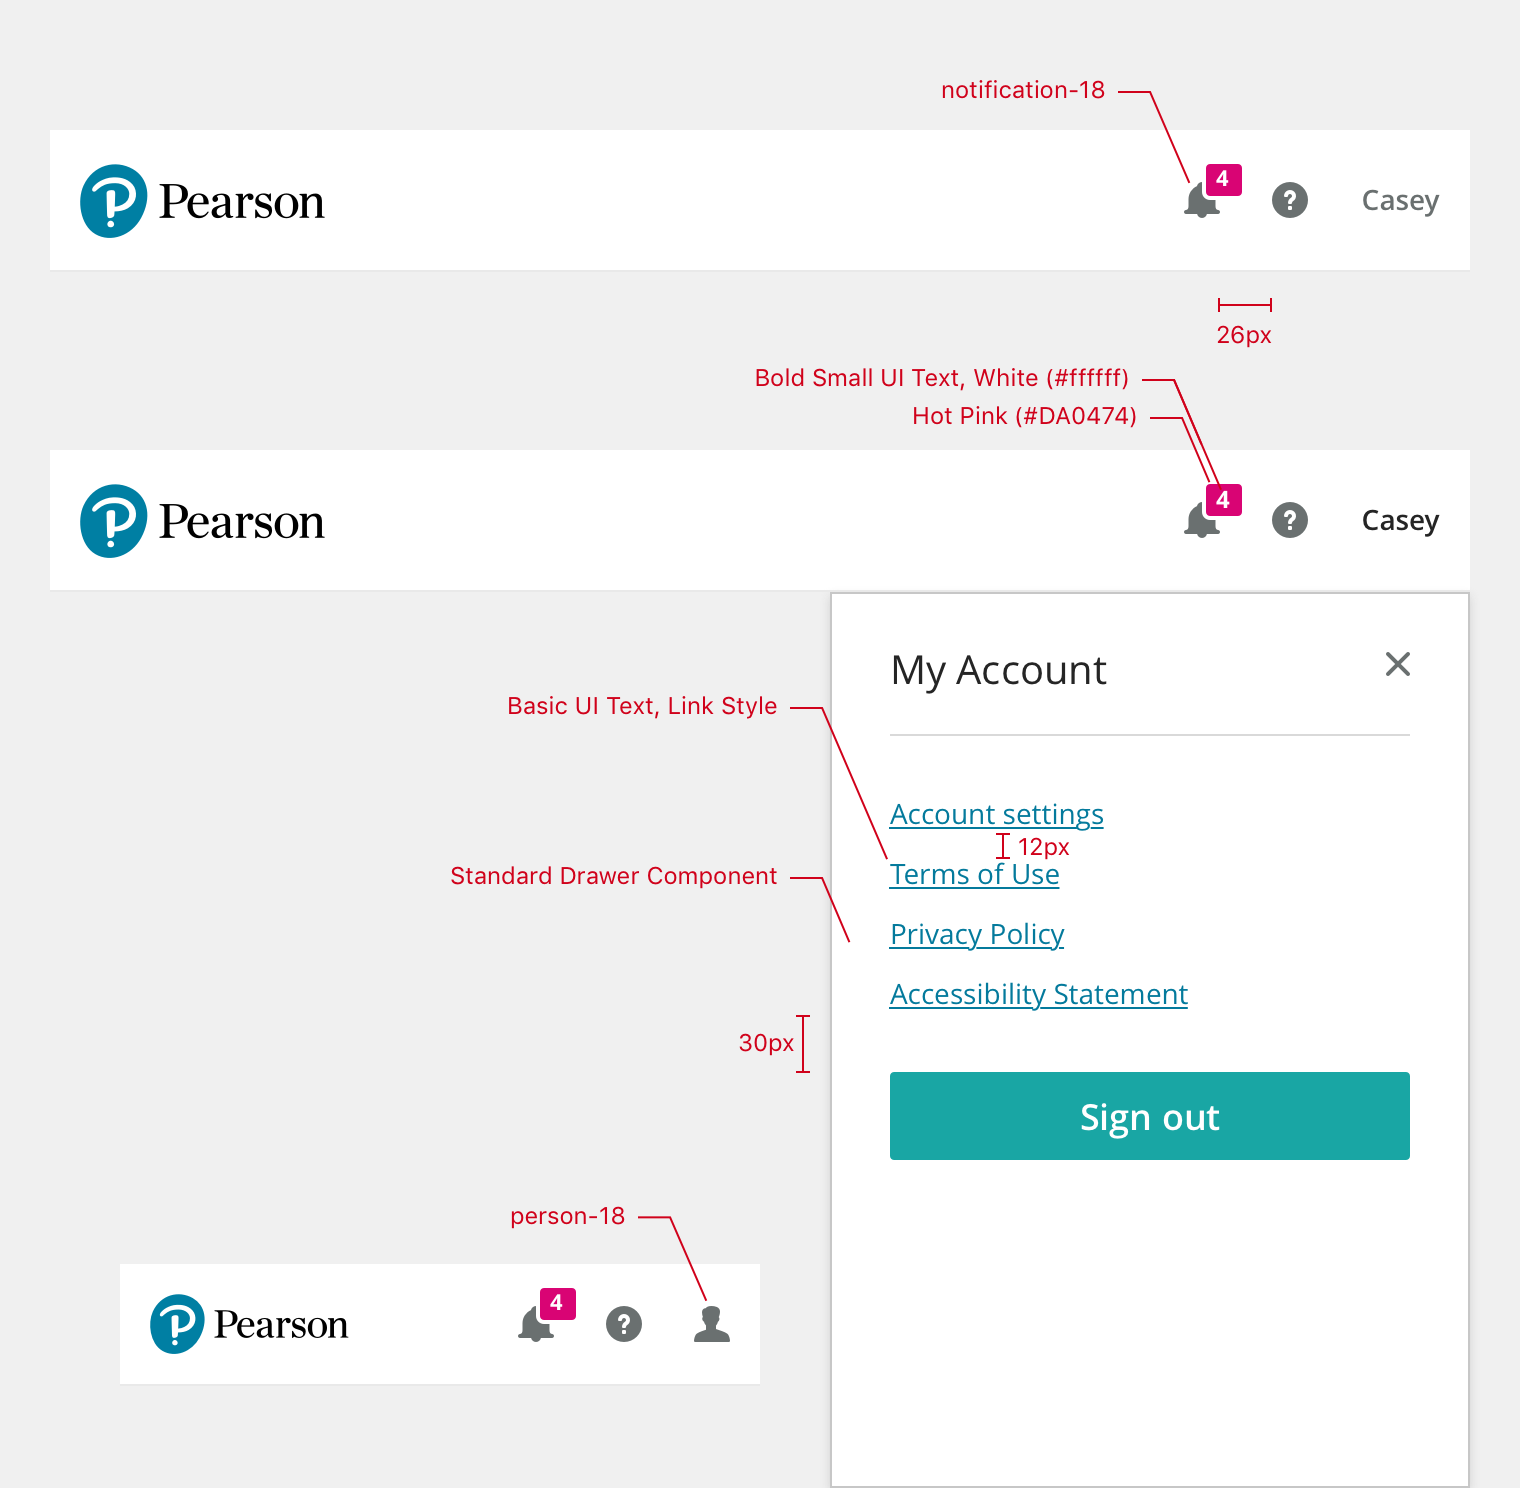 notification-18
Pearson
4
?
Casey
26px
Bold Small UI Text, White (#ffffff)
Hot Pink (#DA0474)
Pearson
4
?
Casey
My Account
Basic UI Text, Link Style
Account settings
12px
Terms of Use
Standard Drawer Component
Privacy Policy
Accessibility Statement
30px
Sign out
person-18
Pearson
4
?